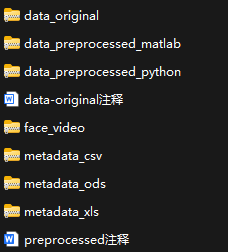 data_original
data_preprocessed_matlab
data_preprocessed_python
data-original注释
face_video
metadata_csv
metadata_ods
metadata_xls
preprocessed注释